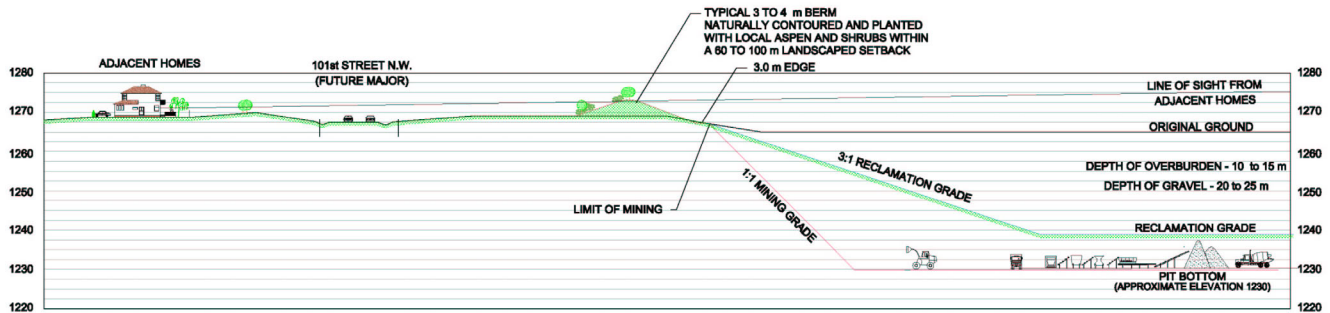 TYPICAL 3 TO 4 m BERM
NATURALLY CONTOURED AND PLANTED
WITH LOCAL ASPEN AND SHRUBS WITHIN
A 60 TO 100 m LANDSCAPED SETBACK
3.0 m EDGE
ADJACENT HOMES
101st STREET N.W.
(FUTURE MAJOR)
1280
1270
1260
1250
1240
1230
1220
LINE OF SIGHT FROM
ADJACENT HOMES
ORIGINAL GROUND
3:1 RECLAMATION GRADE
1:1 MINING GRADE
LIMIT OF MINING
DEPTH OF OVERBURDEN - 10 to 15 m
DEPTH OF GRAVEL - 20 to 25 m
RECLAMATION GRADE
PIT BOTTOM
(APPROXIMATE ELEVATION 1230)
1280
1270
1260
1250
1240
1230
1220